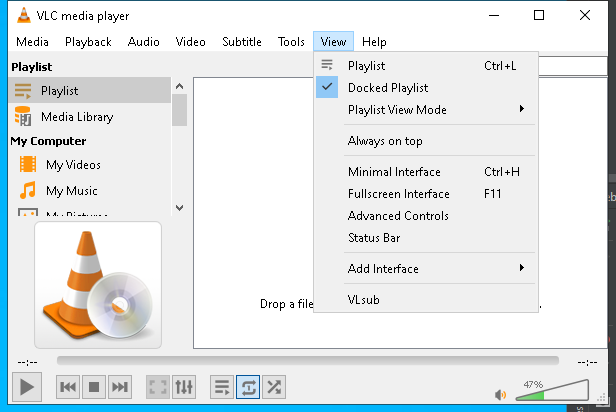 VLC media player
Media Playback Audio Video Subtitle Tools View Help
Playlist
Playlist
Media Library
My Computer
My Videos
My Music
My Pictures
Playlist Ctrl+L
Docked Playlist
Playlist View Mode
Always on top
Minimal Interface Ctrl+H
Fullscreen Interface F11
Advanced Controls
Status Bar
Add Interface
VLsub
Drop a file
--:-- --:--
47%